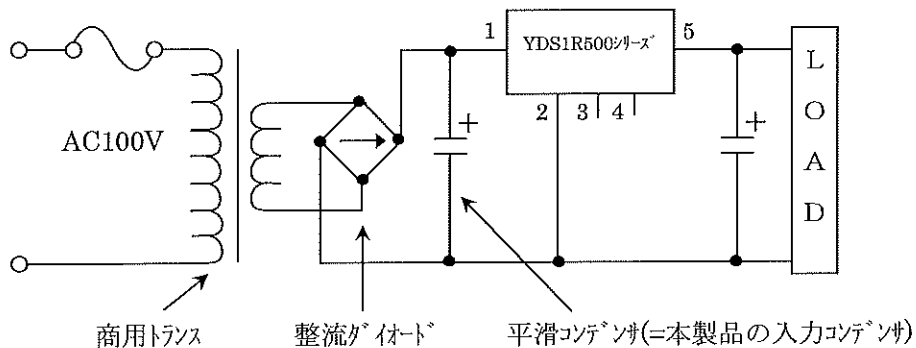 1
YDS1R500ｼﾘｰｽﾞ
5
2
3
4
AC100V
+
+
L
O
A
D
商用ﾄﾗﾝｽ
整流ﾀﾞｲｵｰﾄﾞ
平滑ｺﾝﾃﾞﾝｻ(=本製品の入力ｺﾝﾃﾞﾝｻ)